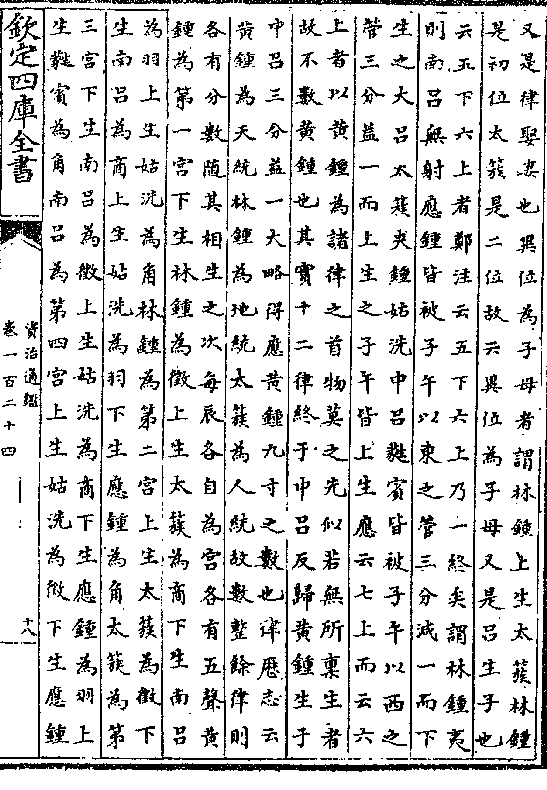 又是律娶妻也異位為子母者謂林鍾上生太蔟林鍾
是初位太蔟是二位故云異位為子母又是吕生子也
云五下六上者鄭注云五下六上乃一終矣謂林鍾夷
則南吕無射應鍾皆被子午以東之管三分減一而下
生之大吕太蔟夾鍾姑洗中吕蕤賓皆被子午以西之
管三分益一而上生之子午皆上生應云七上而云六
上者以黄鍾為諸律之首物莫之先似若無所稟生者
故不數黄鍾也其實十二律終于中吕反歸黄鍾生于
中吕三分益一大略得應黄鍾九寸之數也律厯志云
黄鍾為天統林鍾為地統太蔟為人統故數整餘律則
各有分數隨其相生之次每辰各自為宫各有五聲黄
鍾為第一宫下生林鍾為徵上生太蔟為商下生南吕
為羽上生姑洗為角林鍾為第二宫上生太蔟為徵下
生南吕為商上生姑洗為羽下生應鍾為角太蔟為第
三宫下生南吕為徵上生姑洗為商下生應鍾為羽上
生蕤賓為角南吕為第四宫上生姑洗為徵下生應鍾
欽定四庫全書
資治通鑑
卷一百二十四
十八